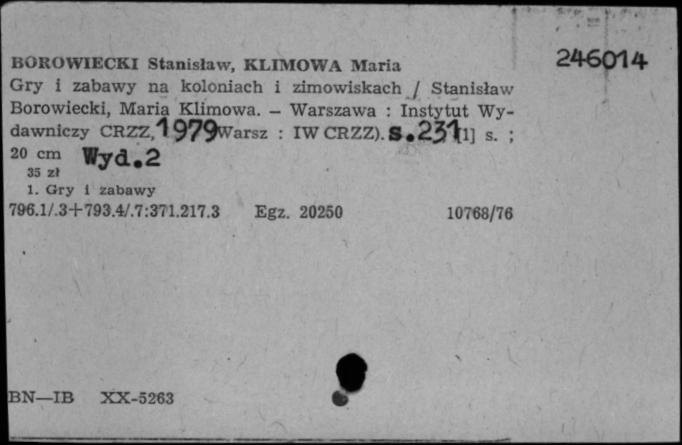 246014
BOROWIECKI Stanisław, KLIMOWA Maria
Gry i zabawy na koloniach i zimowiskach / Stanisław
Borowiecki, Maria Klimowa. — Warszawa : Instytut Wy-
dawniczy CRZZ, 1979 Warsz : IW CRZZ). s. 231 [1] s. ;
20 cm Wyd. 2
35 zł
1. Gry i zabawy
796.1/.3+793.4/.7:371.217.3 Egz. 20250 10768/76
BN—IB XX-5263